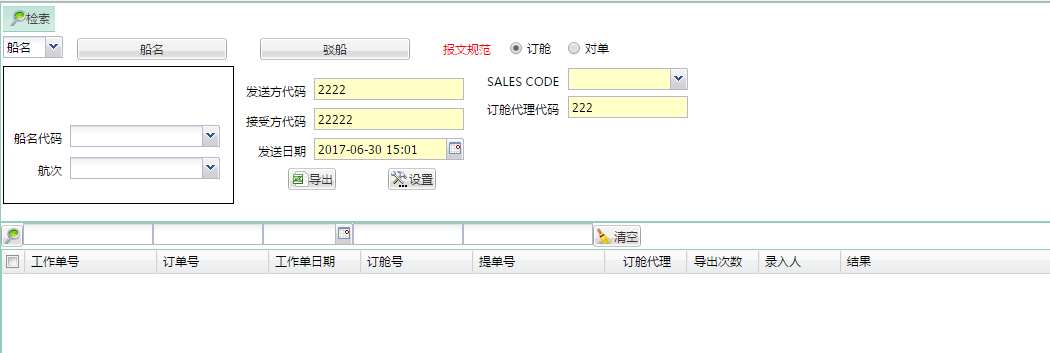 检索
船名 船名 驳船 报文规范 订舱 对单
发送方代码 2222 SALES CODE
接受方代码 22222 订舱代理代码 222
船名代码
发送日期 2017-06-30 15:01
航次
导出 设置
清空
工作单号 订单号 工作单日期 订舱号 提单号 订舱代理 导出次数 录入人 结果